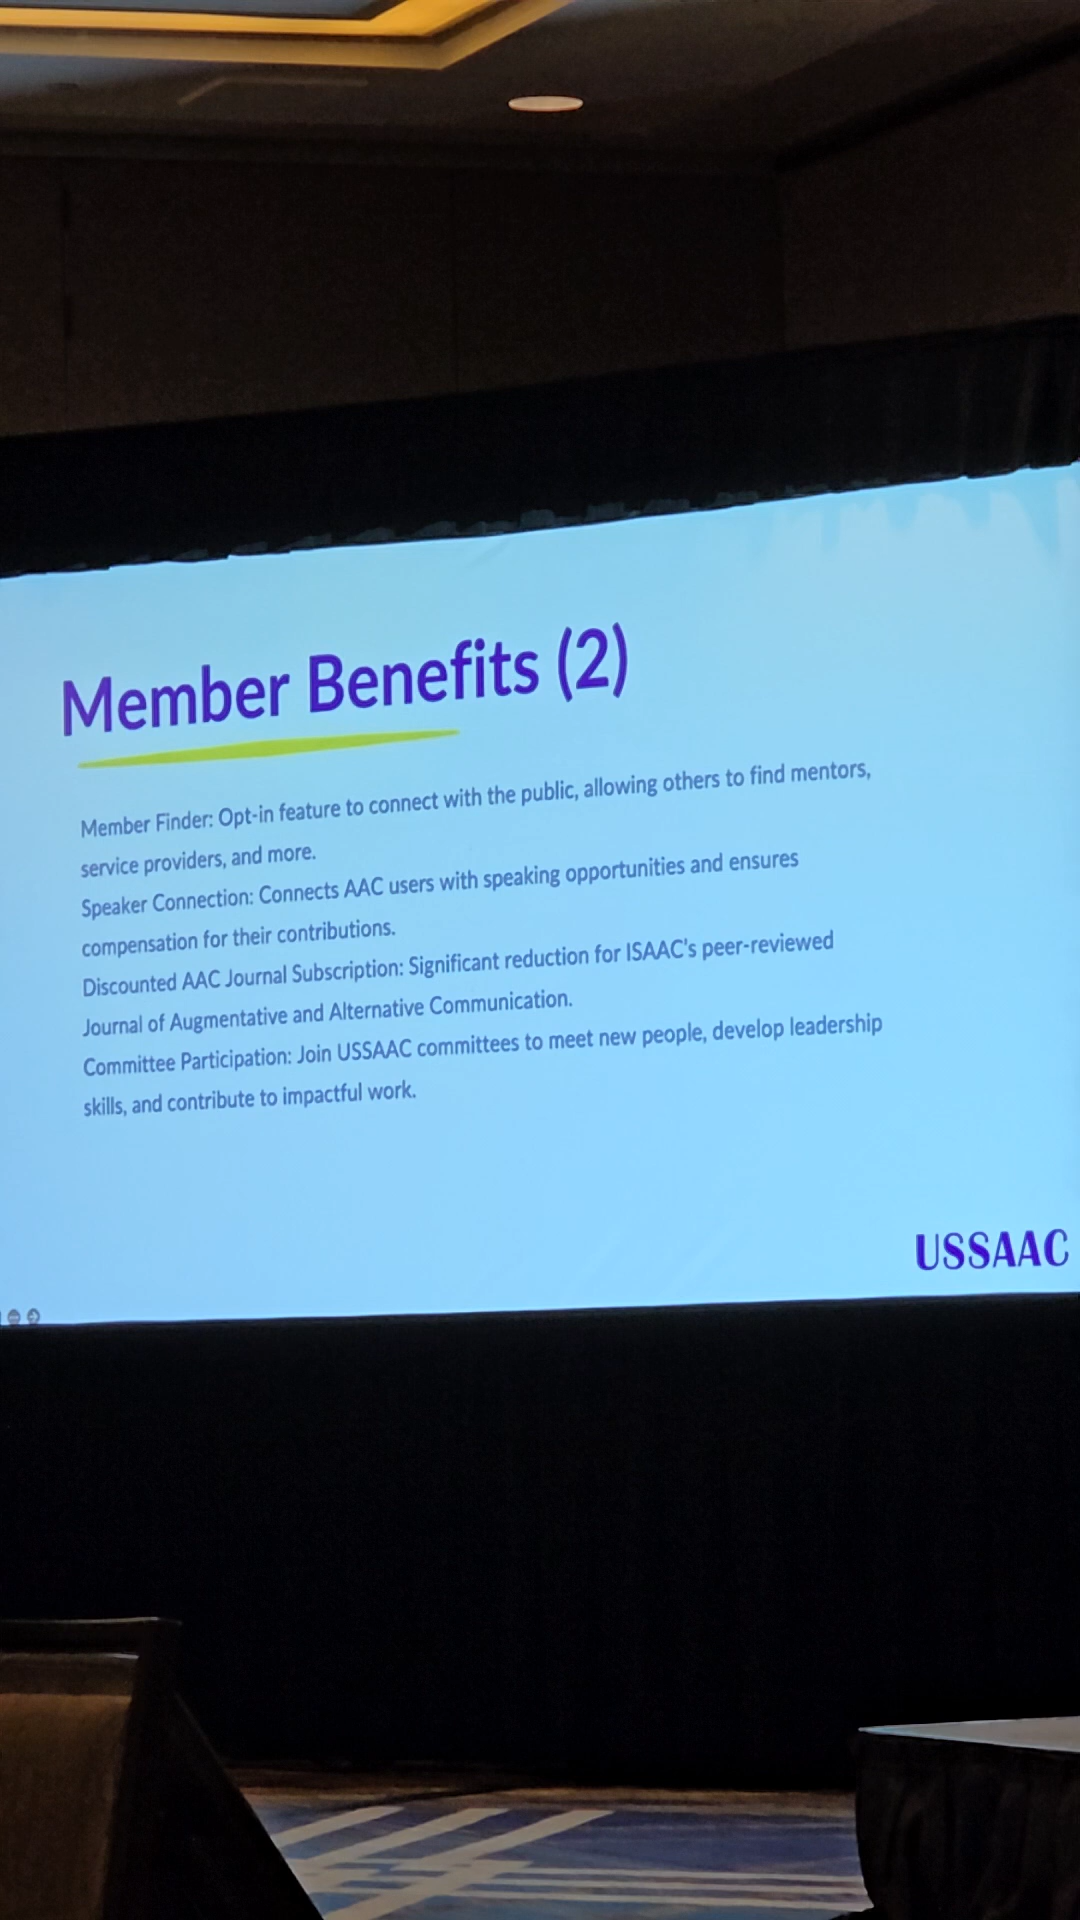 Member Benefits (2)
Member Finder: Opt-in feature to connect with the public, allowing others to find mentors,
service providers, and more.
Speaker Connection: Connects AAC users with speaking opportunities and ensures
compensation for their contributions.
Discounted AAC Journal Subscription: Significant reduction for ISAAC's peer-reviewed
Journal of Augmentative and Alternative Communication.
Committee Participation: Join USSAAC committees to meet new people, develop leadership
skills, and contribute to impactful work.
USSAAC